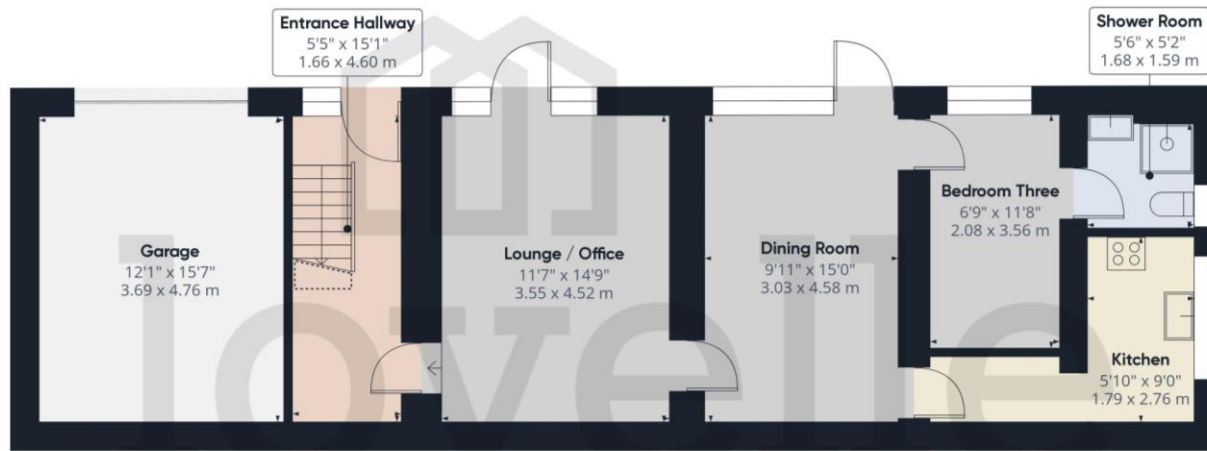 Entrance Hallway
5'5" x 15'1"
1.66 x 4.60 m
Shower Room
5'6" x 5'2"
1.68 x 1.59 m
Garage
12'1" x 15'7"
3.69 x 4.76 m
Lounge / Office
11'7" x 14'9"
3.55 x 4.52 m
Dining Room
9'11" x 15'0"
3.03 x 4.58 m
Bedroom Three
6'9" x 11'8"
2.08 x 3.56 m
Kitchen
5'10" x 9'0"
1.79 x 2.76 m
lovelle